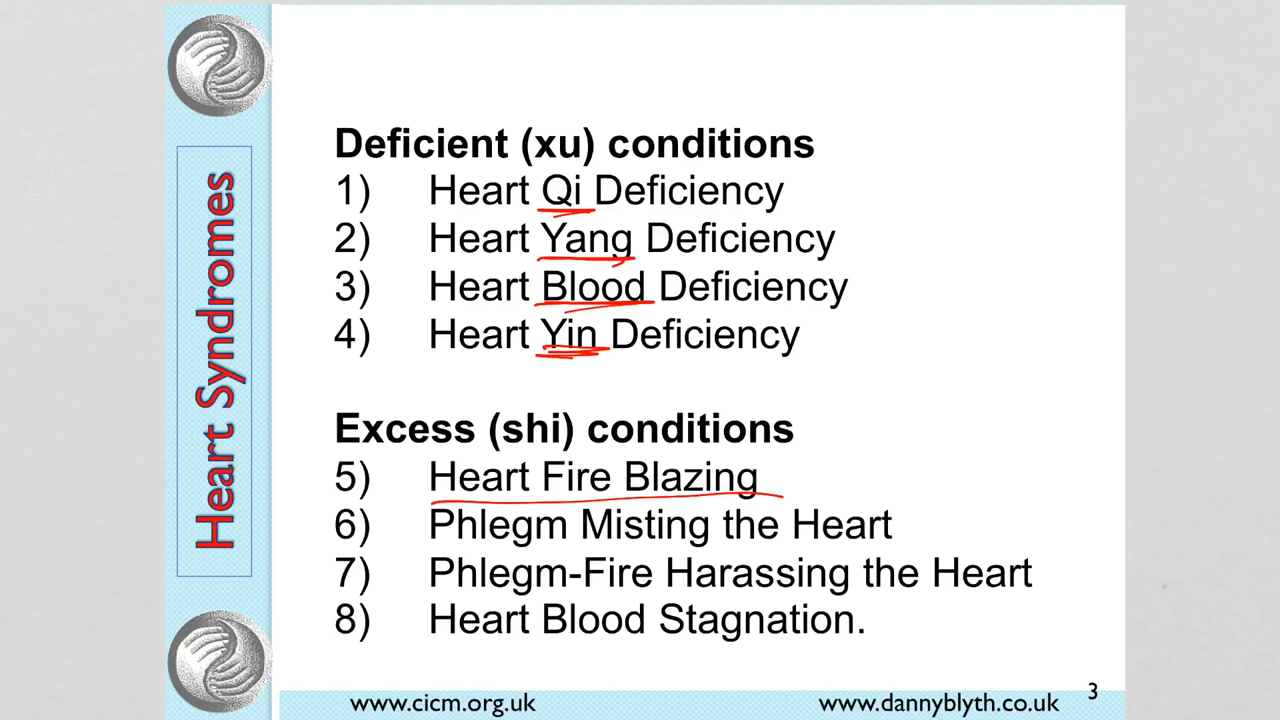 Heart Syndromes
Deficient (xu) conditions
1) Heart Qi Deficiency
2) Heart Yang Deficiency
3) Heart Blood Deficiency
4) Heart Yin Deficiency
Excess (shi) conditions
5) Heart Fire Blazing
6) Phlegm Misting the Heart
7) Phlegm-Fire Harassing the Heart
8) Heart Blood Stagnation.
www.cicm.org.uk
www.dannyblyth.co.uk
3